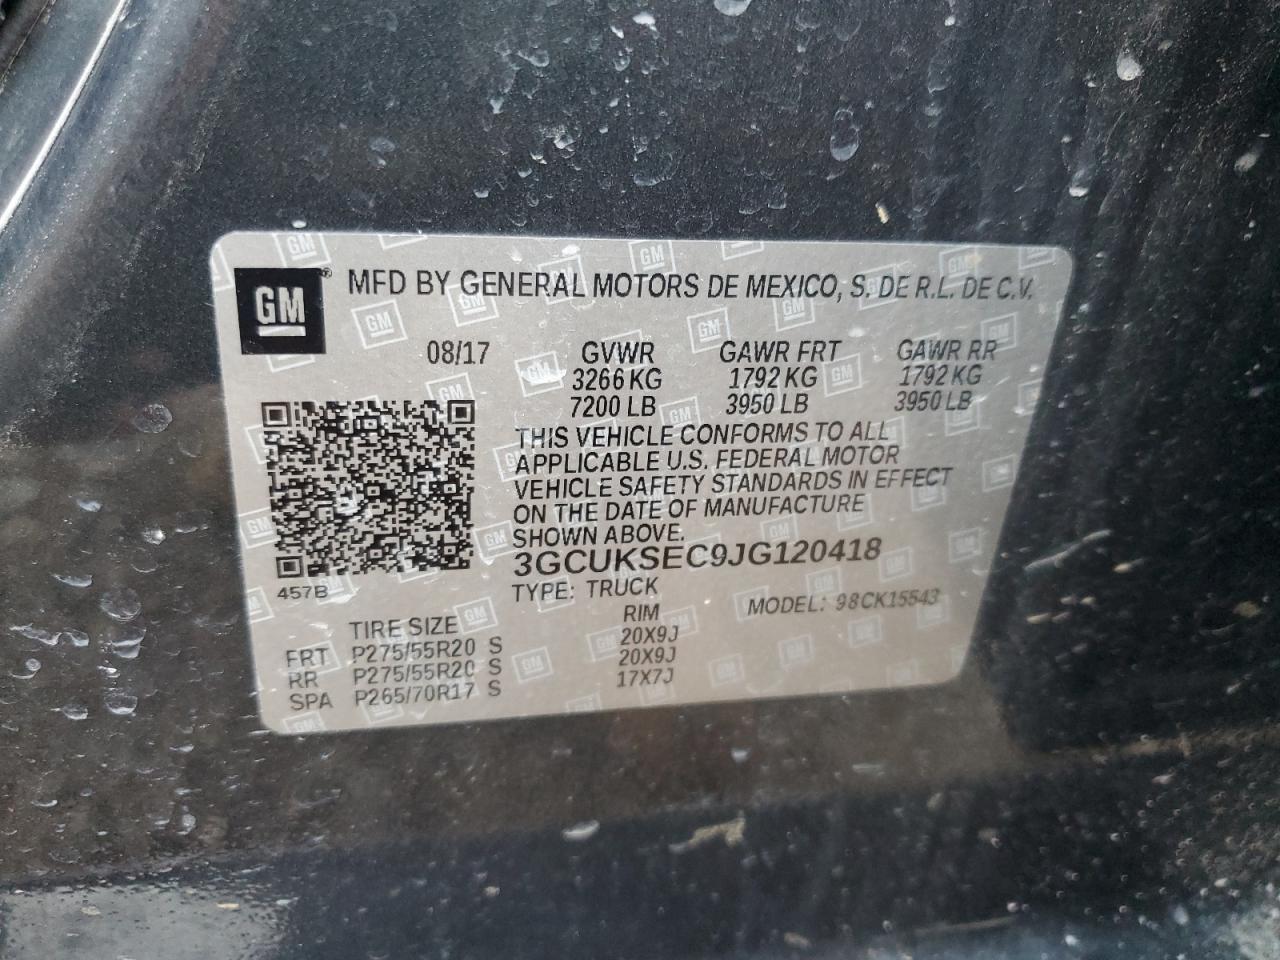 GM
MFD BY GENERAL MOTORS DE MEXICO, S. DE R.L. DE C.V.
08/17 GVWR GAWR FRT GAWR RR
3266 KG 1792 KG 1792 KG
7200 LB 3950 LB 3950 LB
THIS VEHICLE CONFORMS TO ALL
APPLICABLE U.S. FEDERAL MOTOR
VEHICLE SAFETY STANDARDS IN EFFECT
ON THE DATE OF MANUFACTURE
SHOWN ABOVE.
3GCUKSEC9JG120418
457B TYPE: TRUCK MODEL: 98CK15543
TIRE SIZE RIM
FRT P275/55R20 S 20X9J
RR P275/55R20 S 20X9J
SPA P265/70R17 S 17X7J